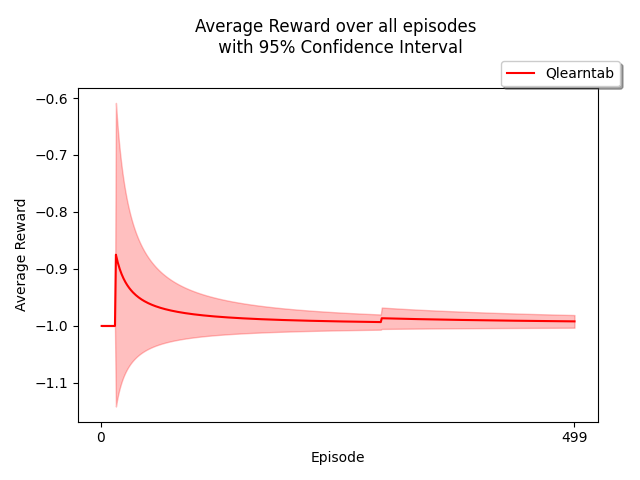 Average Reward over all episodes
with 95% Confidence Interval
Qlearntab
−0.6
−0.7
−0.8
−0.9
−1.0
−1.1
Average Reward
0
499
Episode